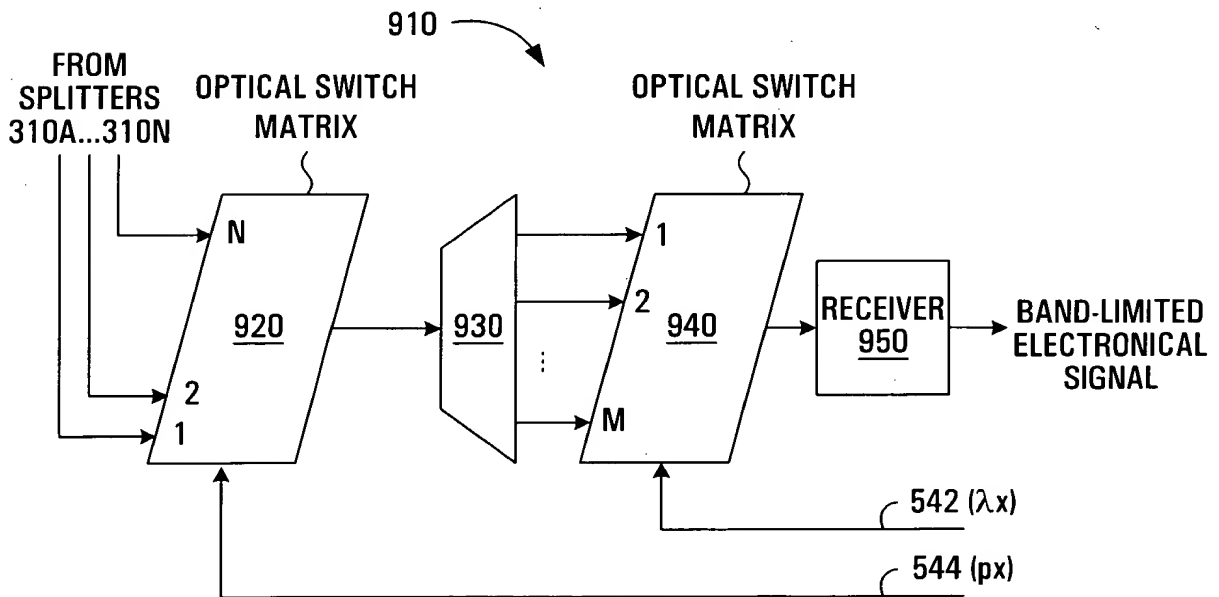 910
FROM
SPLITTERS
310A...310N
OPTICAL SWITCH
MATRIX
OPTICAL SWITCH
MATRIX
N
920
2
1
930
1
2
...
M
940
RECEIVER
950
BAND-LIMITED
ELECTRONICAL
SIGNAL
542 (λx)
544 (px)